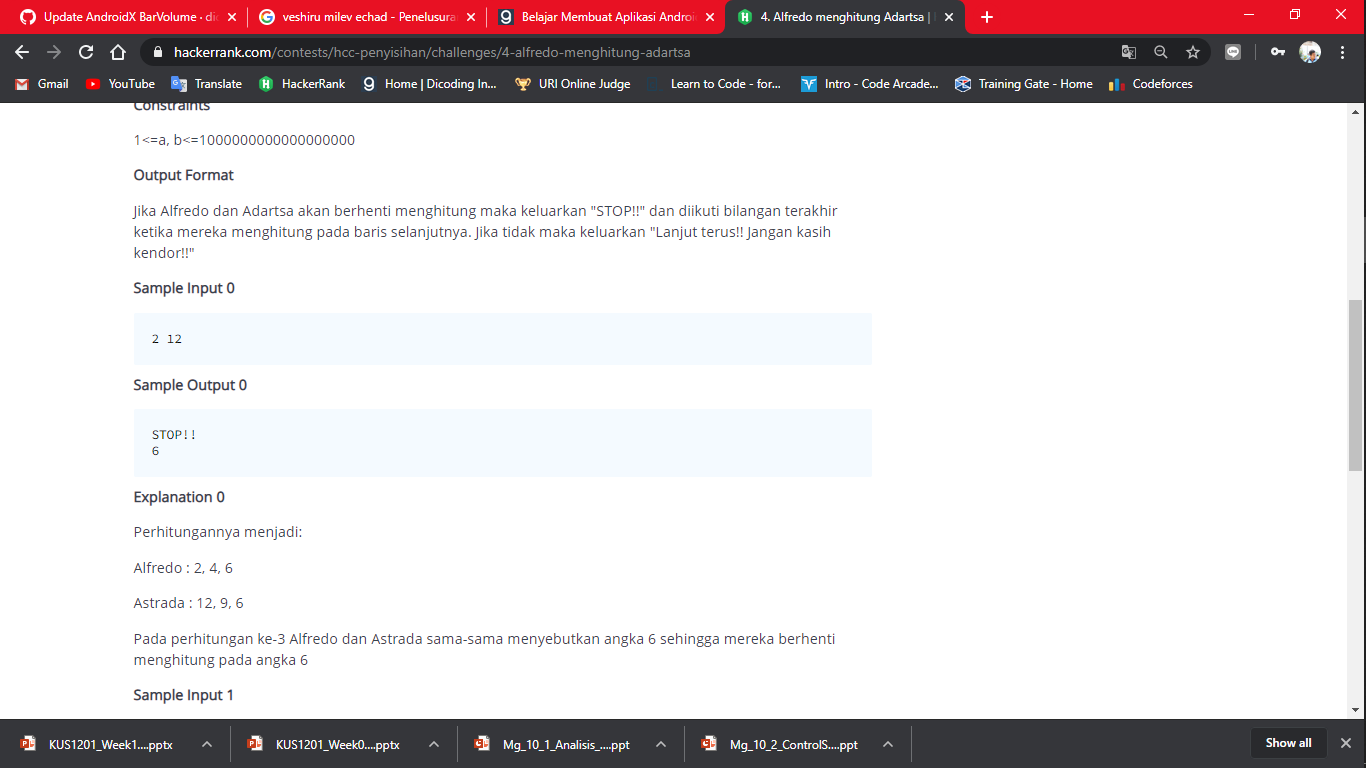 Update AndroidX BarVolume · dic
veshiru milev echad - Penelusura
Belajar Membuat Aplikasi Androi
4. Alfredo menghitung Adartsa |
hackerrank.com/contests/hcc-penyisihan/challenges/4-alfredo-menghitung-adartsa
Gmail YouTube Translate HackerRank Home | Dicoding In... URI Online Judge Learn to Code - for... Intro - Code Arcade... Training Gate - Home Codeforces
Constraints
1<=a, b<=1000000000000000000
Output Format
Jika Alfredo dan Adartsa akan berhenti menghitung maka keluarkan "STOP!!" dan diikuti bilangan terakhir
ketika mereka menghitung pada baris selanjutnya. Jika tidak maka keluarkan "Lanjut terus!! Jangan kasih
kendor!!"
Sample Input 0
2 12
Sample Output 0
STOP!!
6
Explanation 0
Perhitungannya menjadi:
Alfredo : 2, 4, 6
Astrada : 12, 9, 6
Pada perhitungan ke-3 Alfredo dan Astrada sama-sama menyebutkan angka 6 sehingga mereka berhenti
menghitung pada angka 6
Sample Input 1
KUS1201_Week1....pptx
KUS1201_Week0....pptx
Mg_10_1_Analisis_....ppt
Mg_10_2_ControlS....ppt
Show all